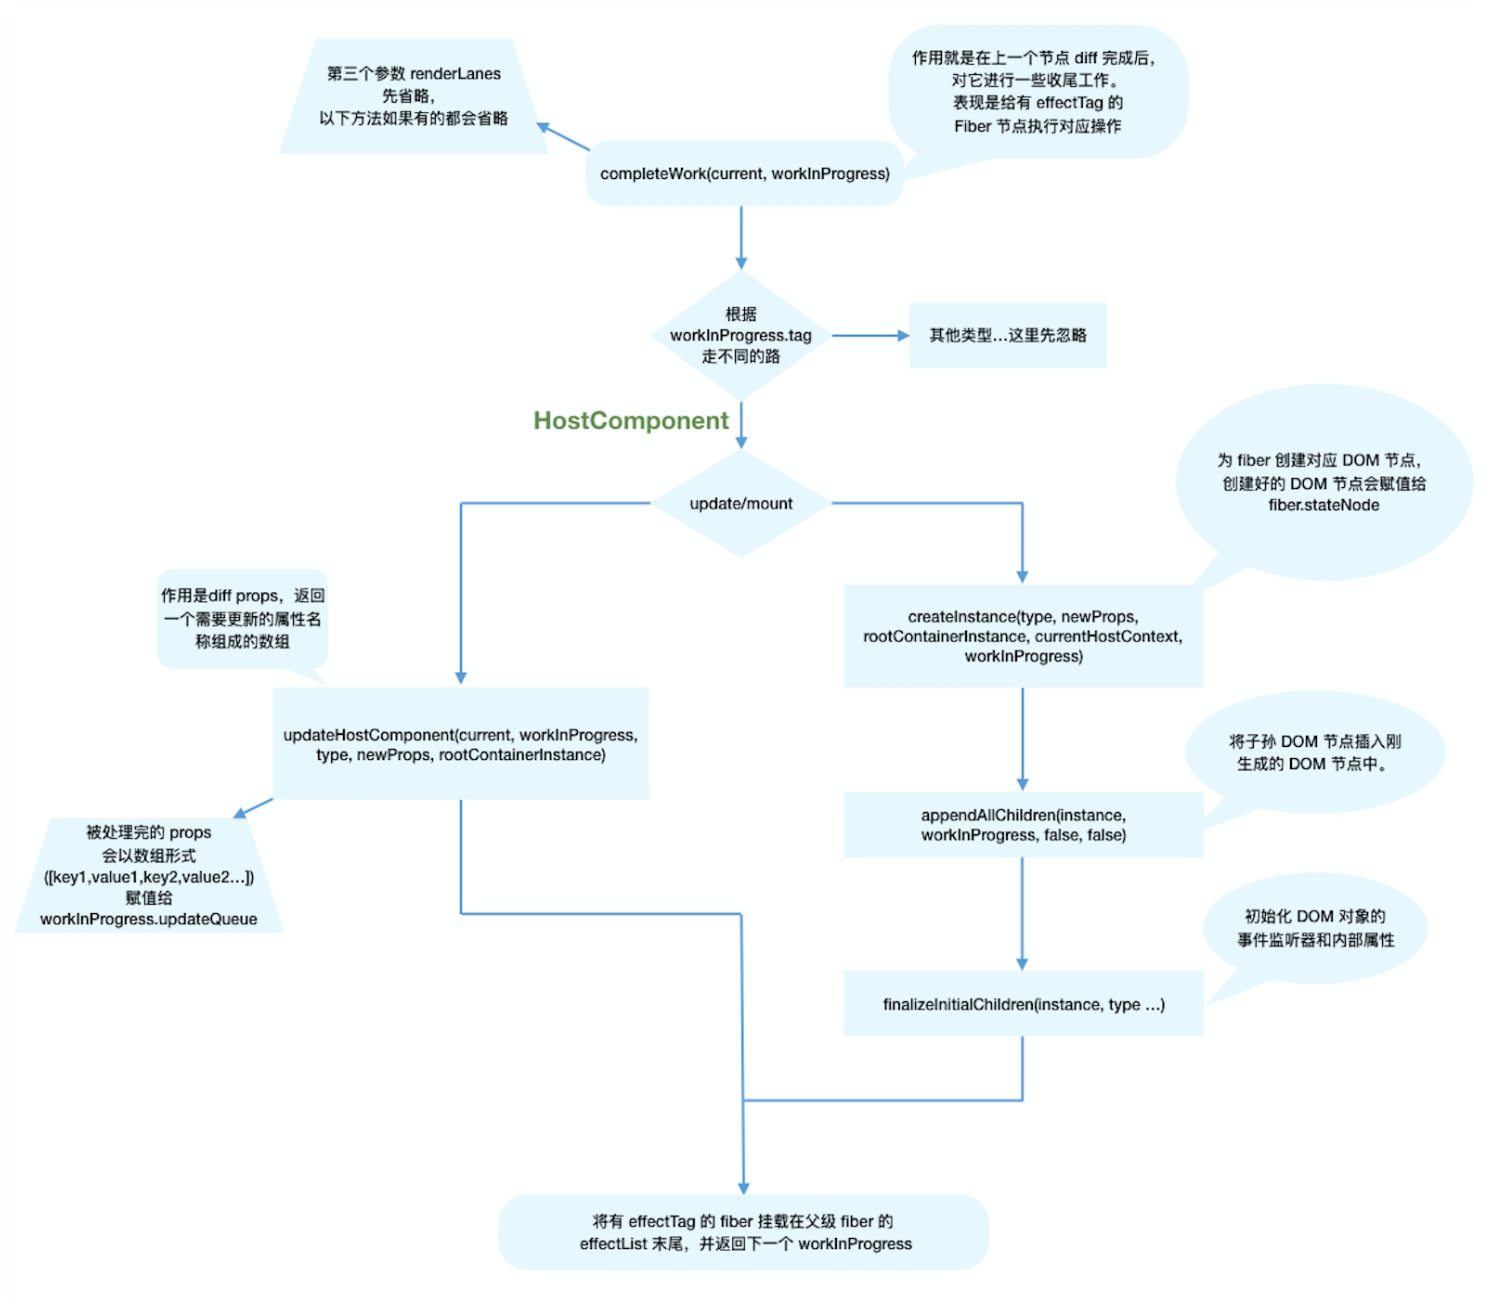 第三个参数 renderLanes
先省略，
以下方法如果有的都会省略
作用就是在上一个节点 diff 完成后，
对它进行一些收尾工作。
表现是给有 effectTag 的
Fiber 节点执行对应操作
completeWork(current, workInProgress)
根据
workInProgress.tag
走不同的路
其他类型...这里先忽略
HostComponent
update/mount
为 fiber 创建对应 DOM 节点，
创建好的 DOM 节点会赋值给
fiber.stateNode
作用是diff props，返回
一个需要更新的属性名
称组成的数组
createInstance(type, newProps,
rootContainerInstance, currentHostContext,
workInProgress)
updateHostComponent(current, workInProgress,
type, newProps, rootContainerInstance)
将子孙 DOM 节点插入刚
生成的 DOM 节点中。
appendAllChildren(instance,
workInProgress, false, false)
被处理完的 props
会以数组形式
([key1,value1,key2,value2...])
赋值给
workInProgress.updateQueue
初始化 DOM 对象的
事件监听器和内部属性
finalizeInitialChildren(instance, type ...)
将有 effectTag 的 fiber 挂载在父级 fiber 的
effectList 末尾，并返回下一个 workInProgress